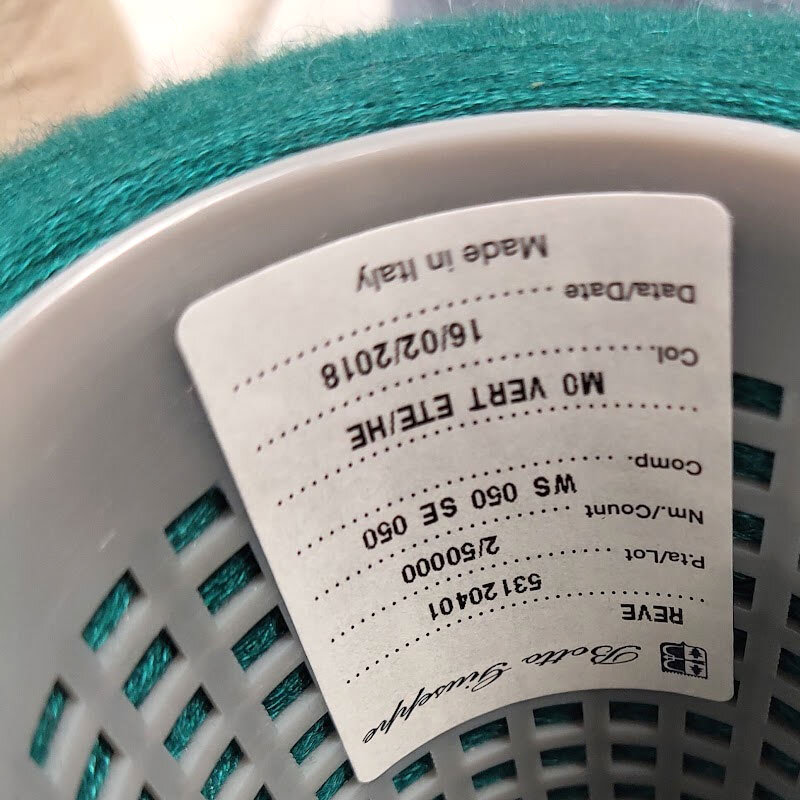 Botto Giuseppe
REVE
P.ta/Lot 53120401
Nm./Count 2/50000
Comp. WS 050 SE 050
Col. M0 VERT ETE/HE
Data/Date 16/02/2018
Made in Italy